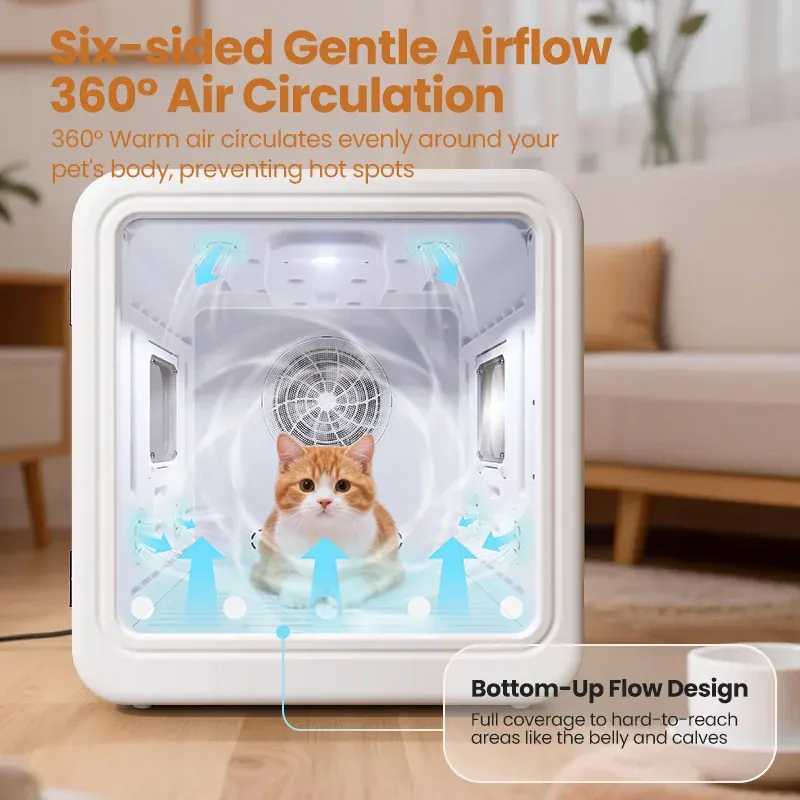 Six-sided Gentle Airflow
360° Air Circulation
360° Warm air circulates evenly around your
pet's body, preventing hot spots
Bottom-Up Flow Design
Full coverage to hard-to-reach
areas like the belly and calves